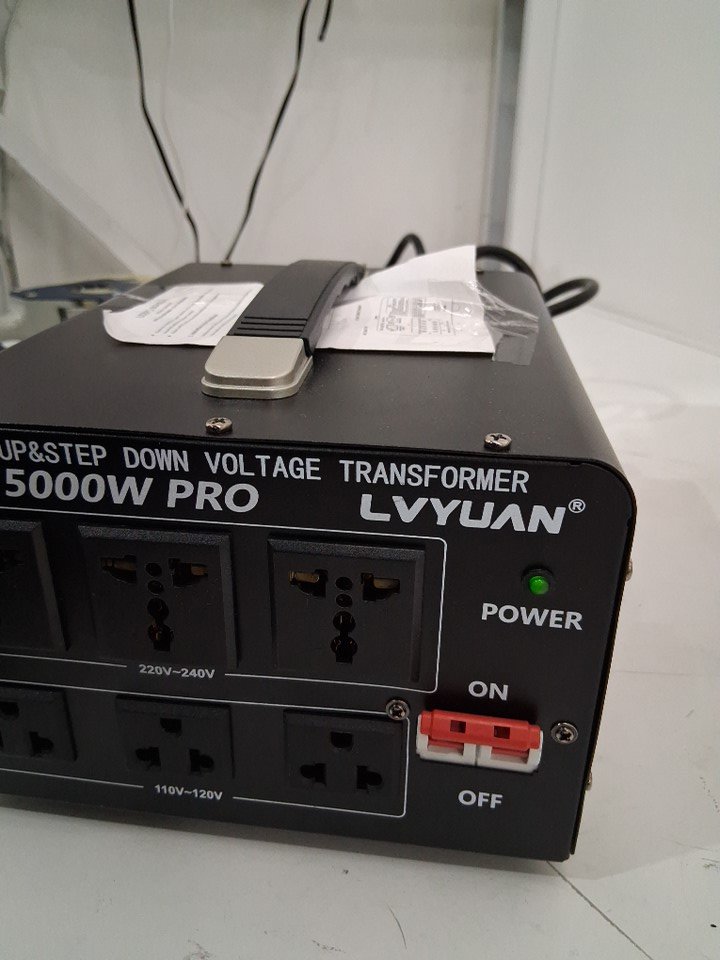 UP&STEP DOWN VOLTAGE TRANSFORMER
5000W PRO
LVYUAN®
POWER
220V~240V
ON
110V~120V
OFF